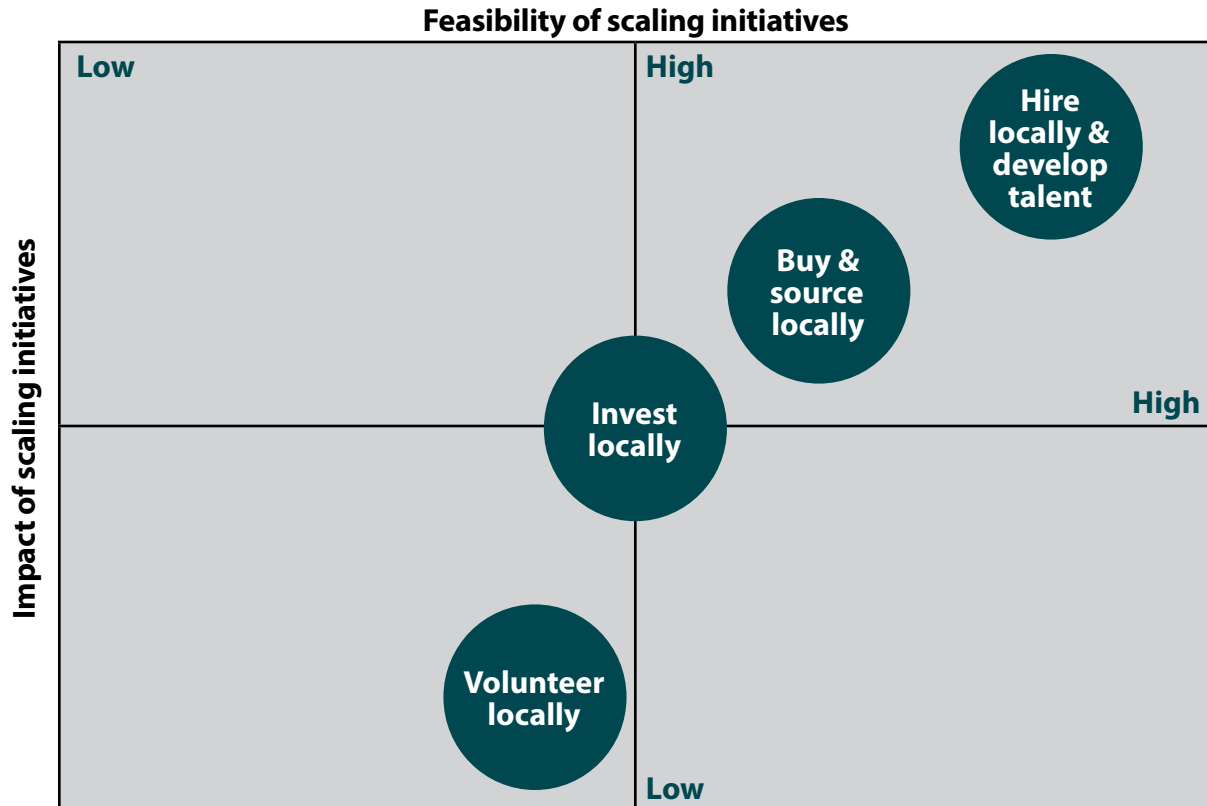 Feasibility of scaling initiatives
Low
High
Hire
locally &
develop
talent
Buy &
source
locally
High
Invest
locally
Impact of scaling initiatives
Volunteer
locally
Low